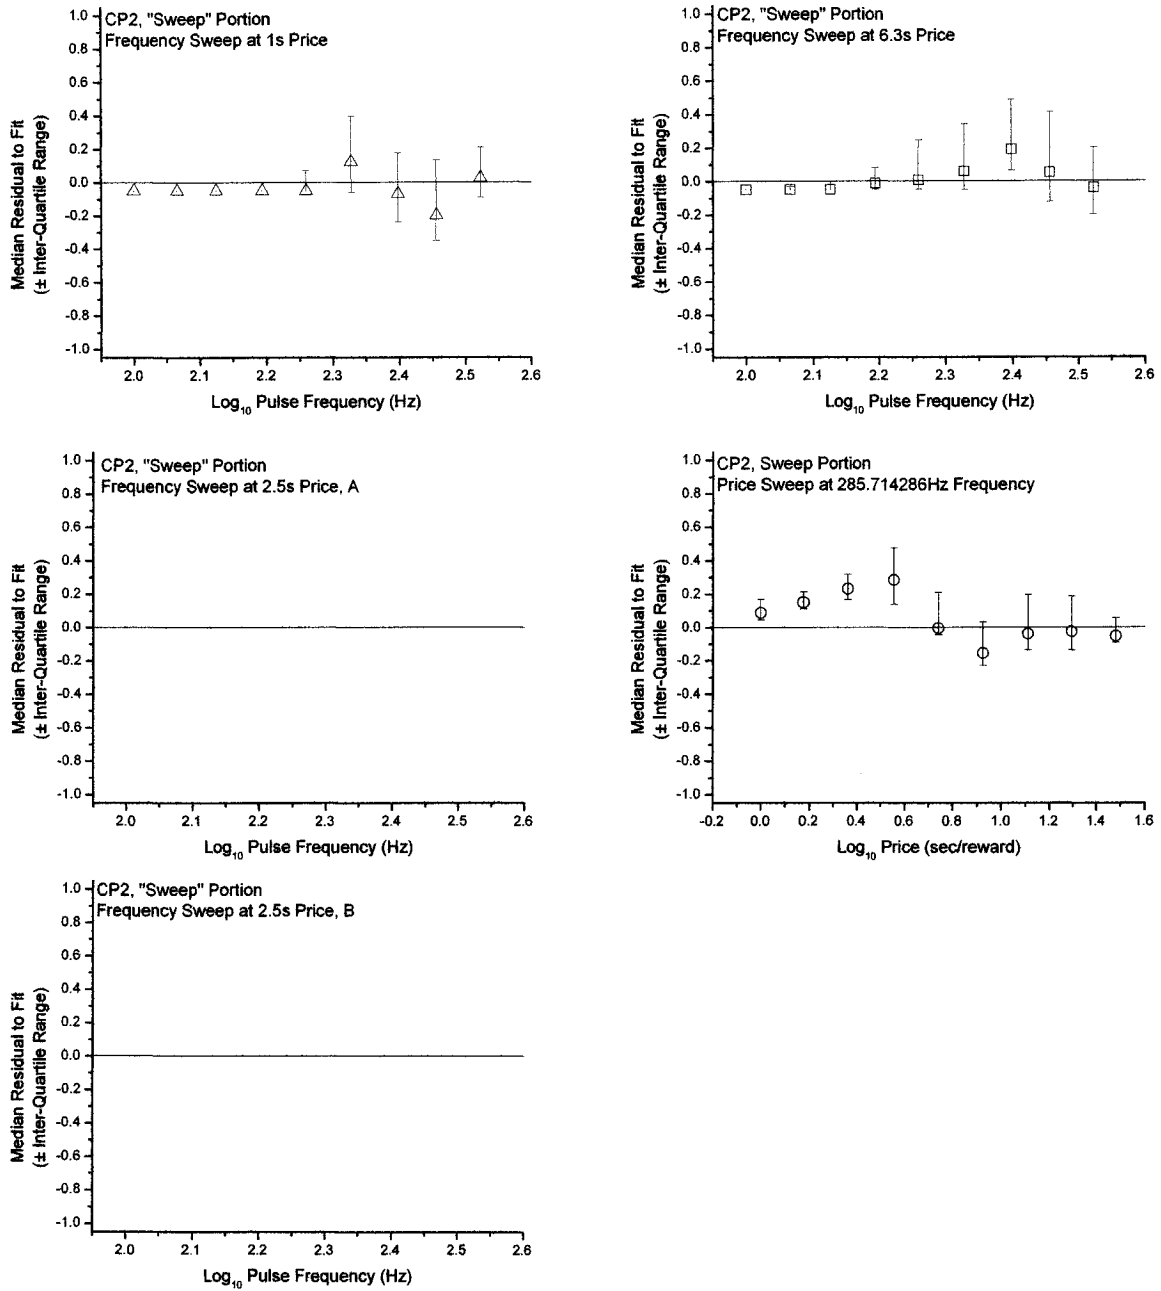 CP2, "Sweep" Portion
Frequency Sweep at 1s Price
1.0
0.8
0.6
0.4
0.2
0.0
-0.2
-0.4
-0.6
-0.8
-1.0
Median Residual to Fit
(± Inter-Quartile Range)
2.0 2.1 2.2 2.3 2.4 2.5 2.6
Log10 Pulse Frequency (Hz)
CP2, "Sweep" Portion
Frequency Sweep at 6.3s Price
1.0
0.8
0.6
0.4
0.2
0.0
-0.2
-0.4
-0.6
-0.8
-1.0
Median Residual to Fit
(± Inter-Quartile Range)
2.0 2.1 2.2 2.3 2.4 2.5 2.6
Log10 Pulse Frequency (Hz)
CP2, "Sweep" Portion
Frequency Sweep at 2.5s Price, A
1.0
0.8
0.6
0.4
0.2
0.0
-0.2
-0.4
-0.6
-0.8
-1.0
Median Residual to Fit
(± Inter-Quartile Range)
2.0 2.1 2.2 2.3 2.4 2.5 2.6
Log10 Pulse Frequency (Hz)
CP2, Sweep Portion
Price Sweep at 285.714286Hz Frequency
1.0
0.8
0.6
0.4
0.2
0.0
-0.2
-0.4
-0.6
-0.8
-1.0
Median Residual to Fit
(± Inter-Quartile Range)
-0.2 0.0 0.2 0.4 0.6 0.8 1.0 1.2 1.4 1.6
Log10 Price (sec/reward)
CP2, "Sweep" Portion
Frequency Sweep at 2.5s Price, B
1.0
0.8
0.6
0.4
0.2
0.0
-0.2
-0.4
-0.6
-0.8
-1.0
Median Residual to Fit
(± Inter-Quartile Range)
2.0 2.1 2.2 2.3 2.4 2.5 2.6
Log10 Pulse Frequency (Hz)